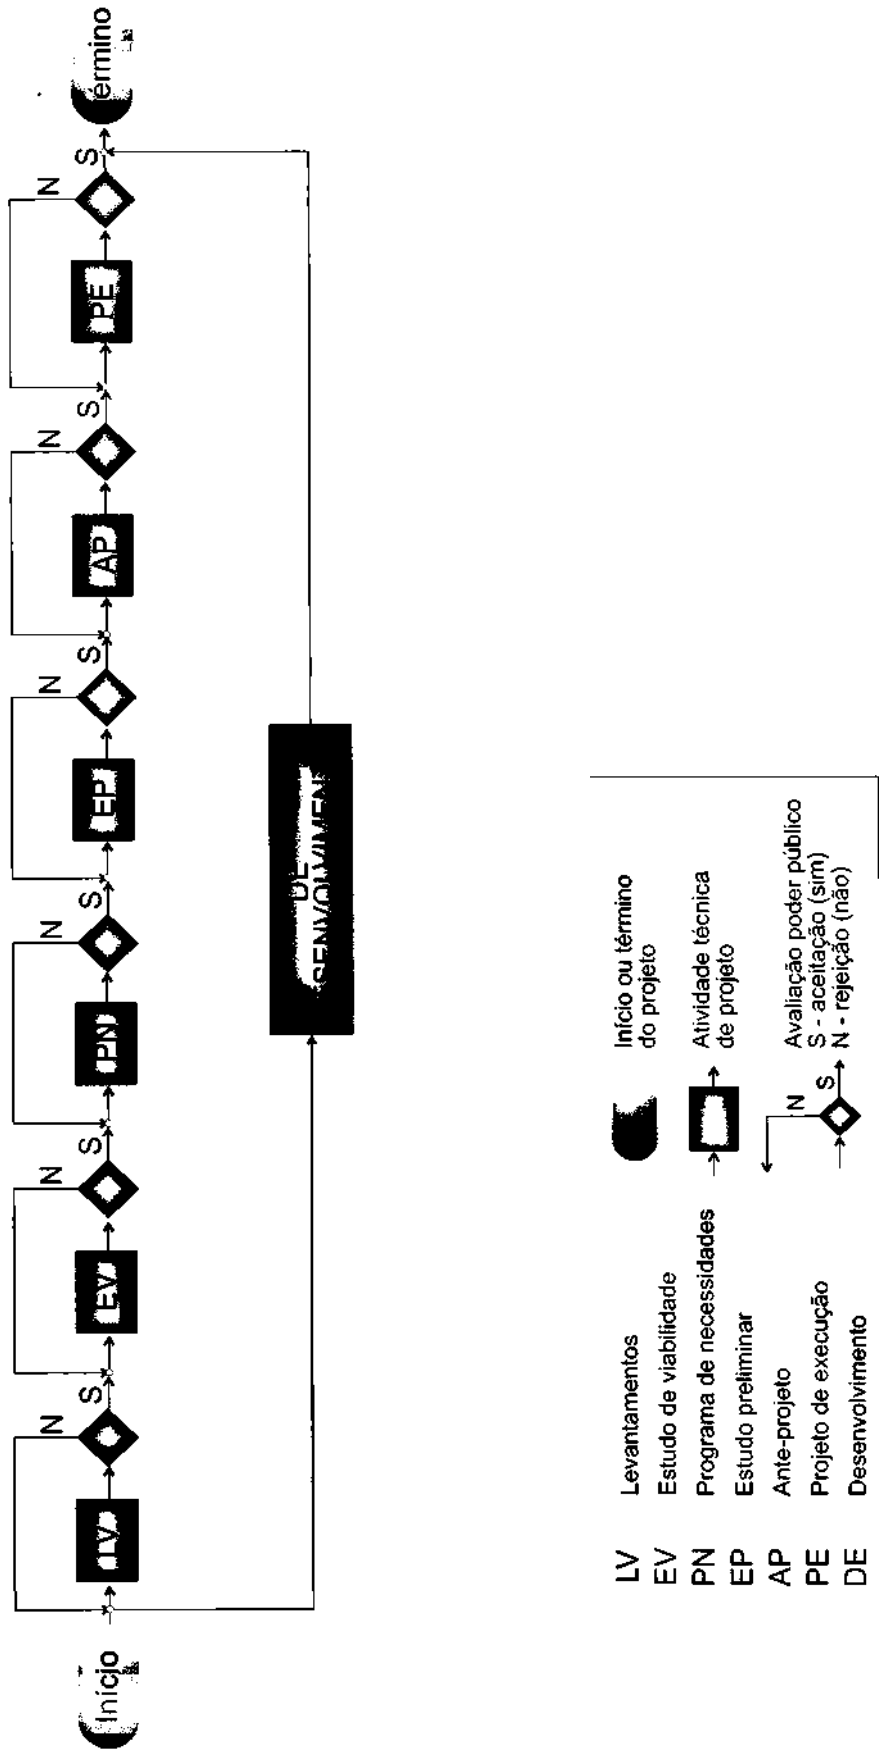 Início
LV
N
S
EV
N
S
PN
N
S
EP
N
S
AP
N
S
PE
N
S
érmino
DE
SENVOLVIMEN
LV Levantamentos
EV Estudo de viabilidade
PN Programa de necessidades
EP Estudo preliminar
AP Ante-projeto
PE Projeto de execução
DE Desenvolvimento
Início ou término
do projeto
Atividade técnica
de projeto
N
S
Avaliação poder público
S - aceitação (sim)
N - rejeição (não)